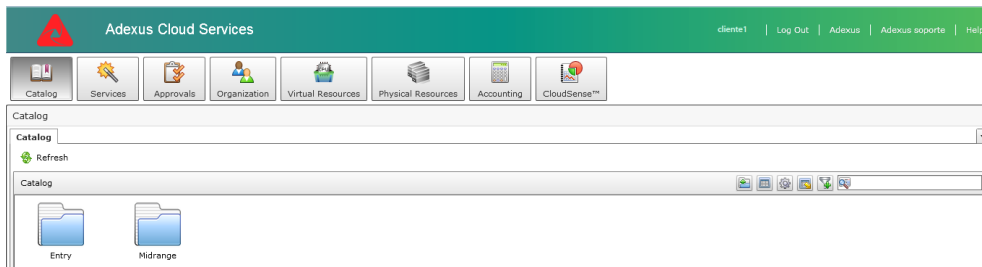 Adexus Cloud Services
cliente1 | Log Out | Adexus | Adexus soporte | Help
Catalog Services Approvals Organization Virtual Resources Physical Resources Accounting CloudSense™
Catalog
Catalog
Refresh
Catalog
Entry Midrange